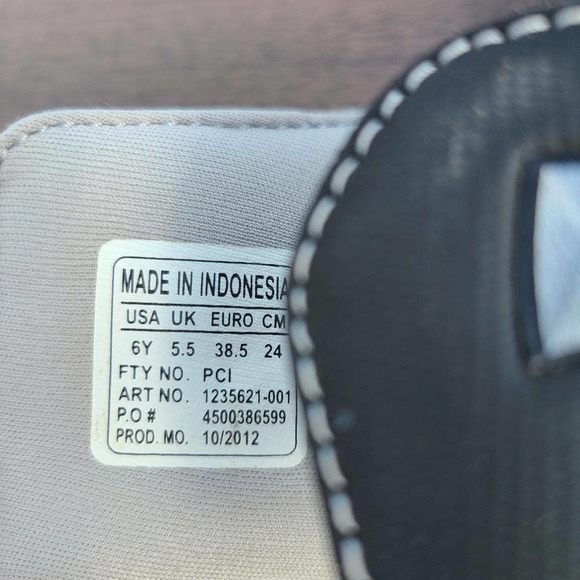 MADE IN INDONESIA
USA UK EURO CM
6Y 5.5 38.5 24
FTY NO. PCI
ART NO. 1235621-001
P.O # 4500386599
PROD. MO. 10/2012